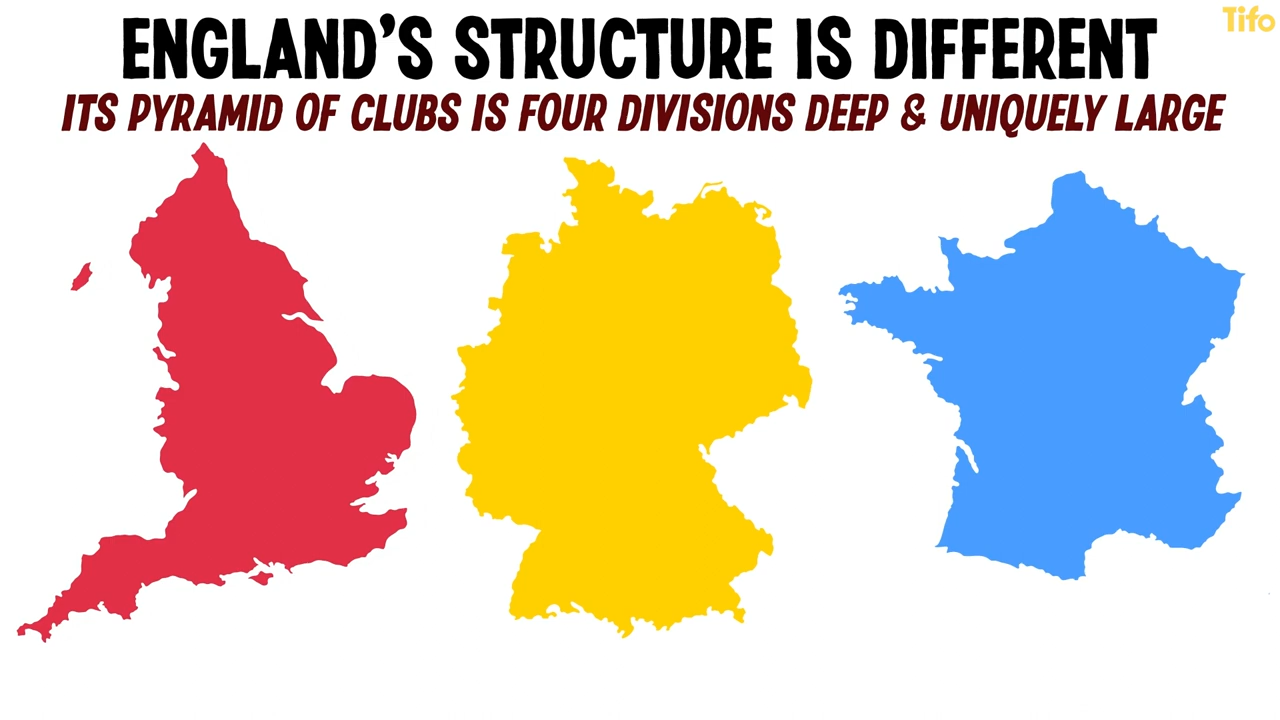 Tifo
ENGLAND'S STRUCTURE IS DIFFERENT
ITS PYRAMID OF CLUBS IS FOUR DIVISIONS DEEP & UNIQUELY LARGE